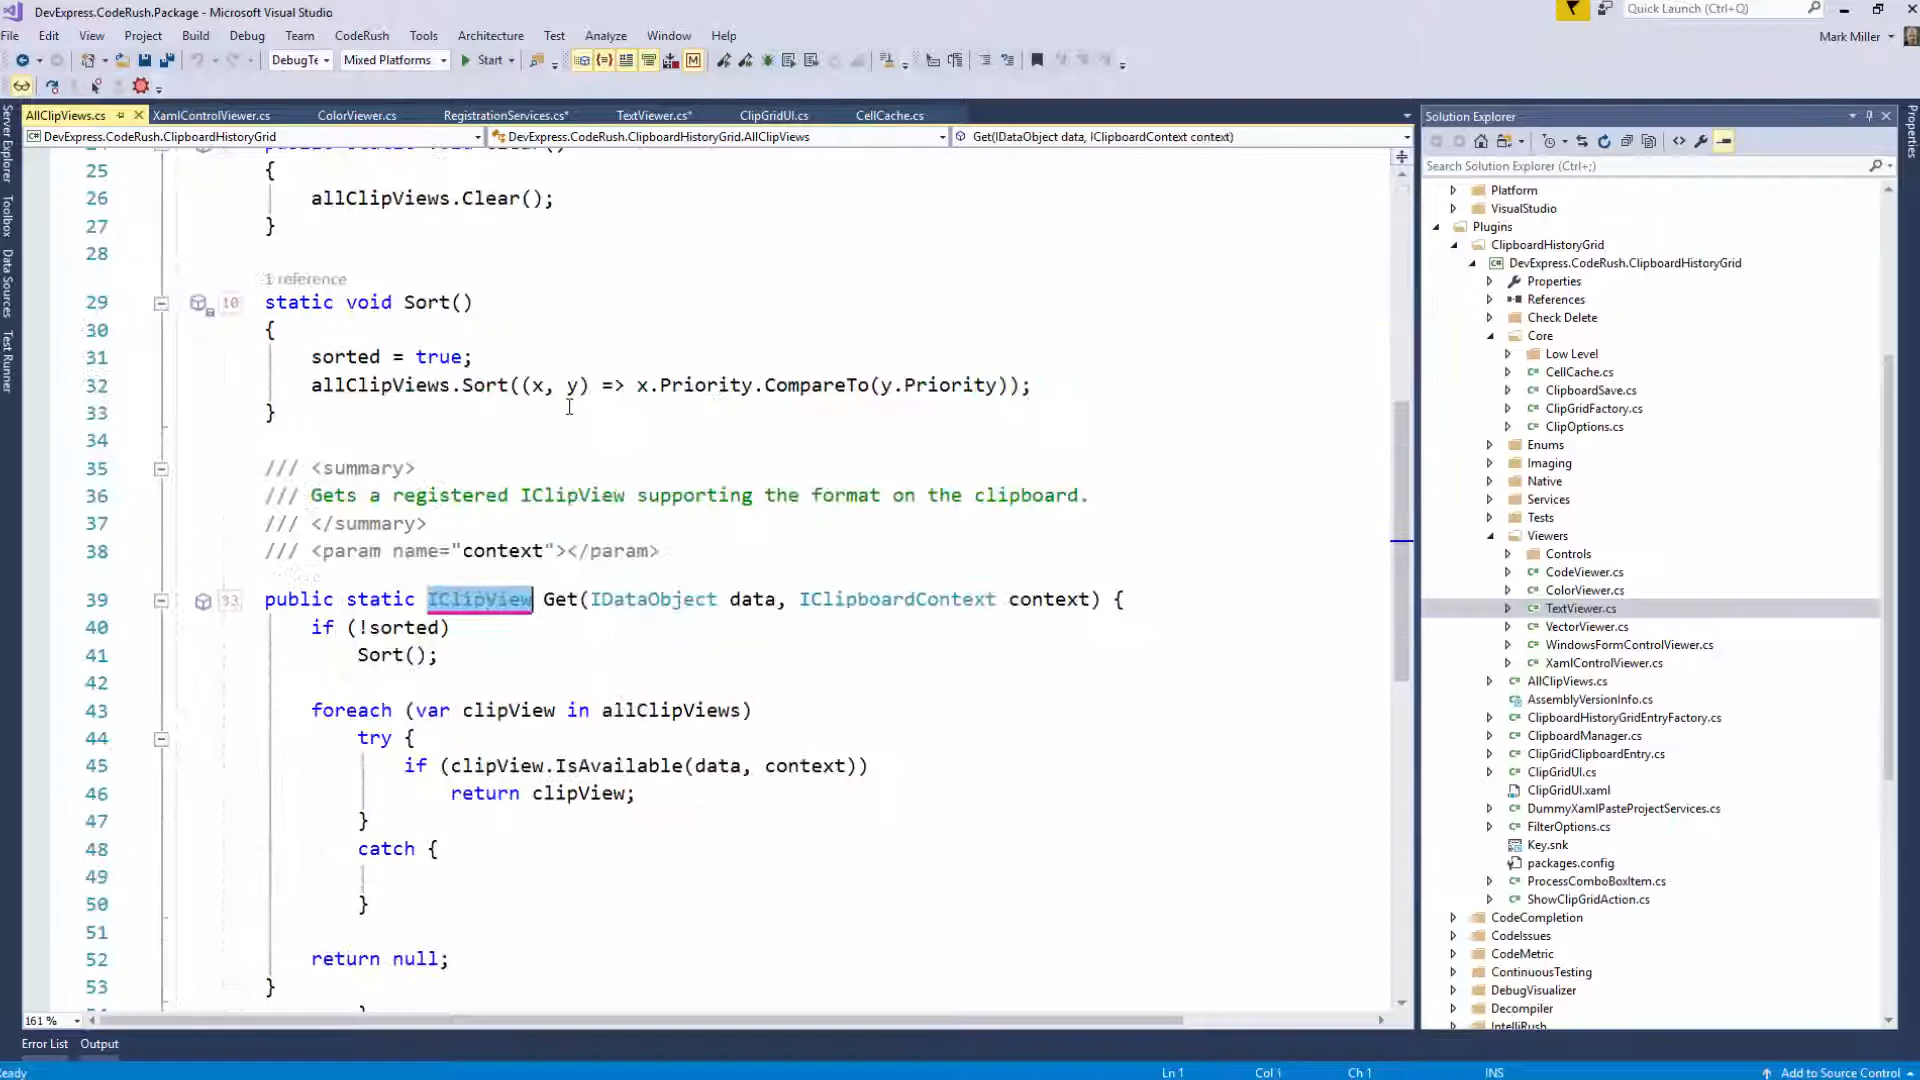 DevExpress.CodeRush.Package - Microsoft Visual Studio
Quick Launch (Ctrl+Q)
File Edit View Project Build Debug Team CodeRush Tools Architecture Test Analyze Window Help
Mark Miller
DebugTe Mixed Platforms Start
AllClipViews.cs XamlControlViewer.cs ColorViewer.cs RegistrationServices.cs* TextViewer.cs* ClipGridUI.cs CellCache.cs
DevExpress.CodeRush.ClipboardHistoryGrid DevExpress.CodeRush.ClipboardHistoryGrid.AllClipViews Get(IDataObject data, IClipboardContext context)
Server Explorer
Toolbox
Data Sources
Test Runner
25 {
26 allClipViews.Clear();
27 }
28
1 reference
29 10 static void Sort()
30 {
31 sorted = true;
32 allClipViews.Sort((x, y) => x.Priority.CompareTo(y.Priority));
33 }
34
35 /// <summary>
36 /// Gets a registered IClipView supporting the format on the clipboard.
37 /// </summary>
38 /// <param name="context"></param>
39 33 public static IClipView Get(IDataObject data, IClipboardContext context) {
40 if (!sorted)
41 Sort();
42
43 foreach (var clipView in allClipViews)
44 try {
45 if (clipView.IsAvailable(data, context))
46 return clipView;
47 }
48 catch {
49
50 }
51
52 return null;
53 }
}
161 %
Solution Explorer
Search Solution Explorer (Ctrl+;)
Platform
VisualStudio
Plugins
ClipboardHistoryGrid
DevExpress.CodeRush.ClipboardHistoryGrid
Properties
References
Check Delete
Core
Low Level
CellCache.cs
ClipboardSave.cs
ClipGridFactory.cs
ClipOptions.cs
Enums
Imaging
Native
Services
Tests
Viewers
Controls
CodeViewer.cs
ColorViewer.cs
TextViewer.cs
VectorViewer.cs
WindowsFormControlViewer.cs
XamlControlViewer.cs
AllClipViews.cs
AssemblyVersionInfo.cs
ClipboardHistoryGridEntryFactory.cs
ClipboardManager.cs
ClipGridClipboardEntry.cs
ClipGridUI.cs
ClipGridUI.xaml
DummyXamlPasteProjectServices.cs
FilterOptions.cs
Key.snk
packages.config
ProcessComboBoxItem.cs
ShowClipGridAction.cs
CodeCompletion
CodeIssues
CodeMetric
ContinuousTesting
DebugVisualizer
Decompiler
IntelliRush
Properties
Error List Output
Ready Ln 1 Col 1 Ch 1 INS Add to Source Control